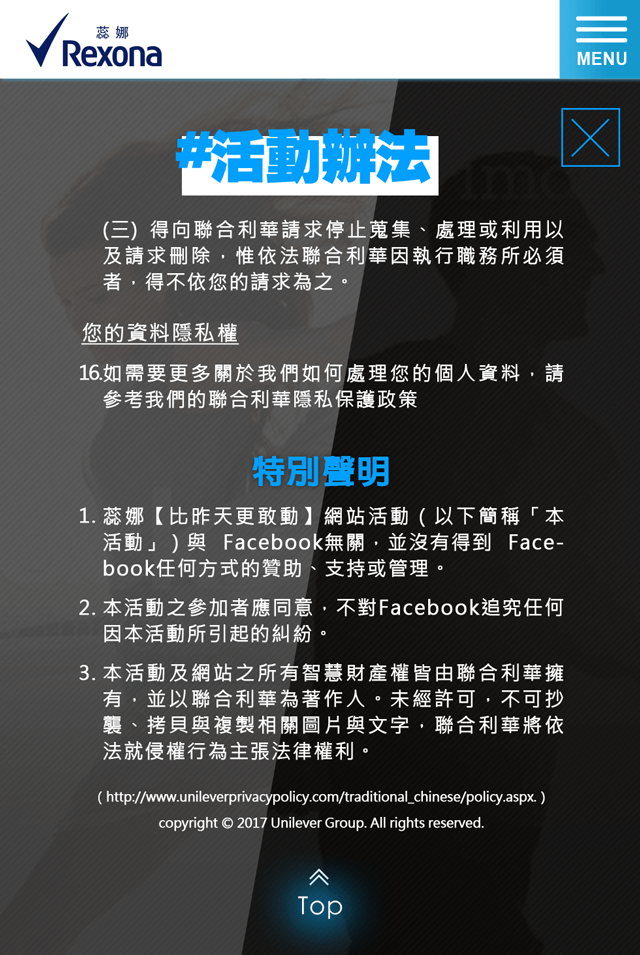 蕊娜
Rexona
MENU
#活動辦法
(三) 得向聯合利華請求停止蒐集、處理或利用以
及請求刪除，惟依法聯合利華因執行職務所必須
者，得不依您的請求為之。
您的資料隱私權
16.如需要更多關於我們如何處理您的個人資料，請
參考我們的聯合利華隱私保護政策
特別聲明
1. 蕊娜【比昨天更敢動】網站活動（以下簡稱「本
活動」）與 Facebook無關，並沒有得到 Face-
book任何方式的贊助、支持或管理。
2. 本活動之參加者應同意，不對Facebook追究任何
因本活動所引起的糾紛。
3. 本活動及網站之所有智慧財產權皆由聯合利華擁
有，並以聯合利華為著作人。未經許可，不可抄
襲、拷貝與複製相關圖片與文字，聯合利華將依
法就侵權行為主張法律權利。
( http://www.unileverprivacypolicy.com/traditional_chinese/policy.aspx. )
copyright © 2017 Unilever Group. All rights reserved.
Top